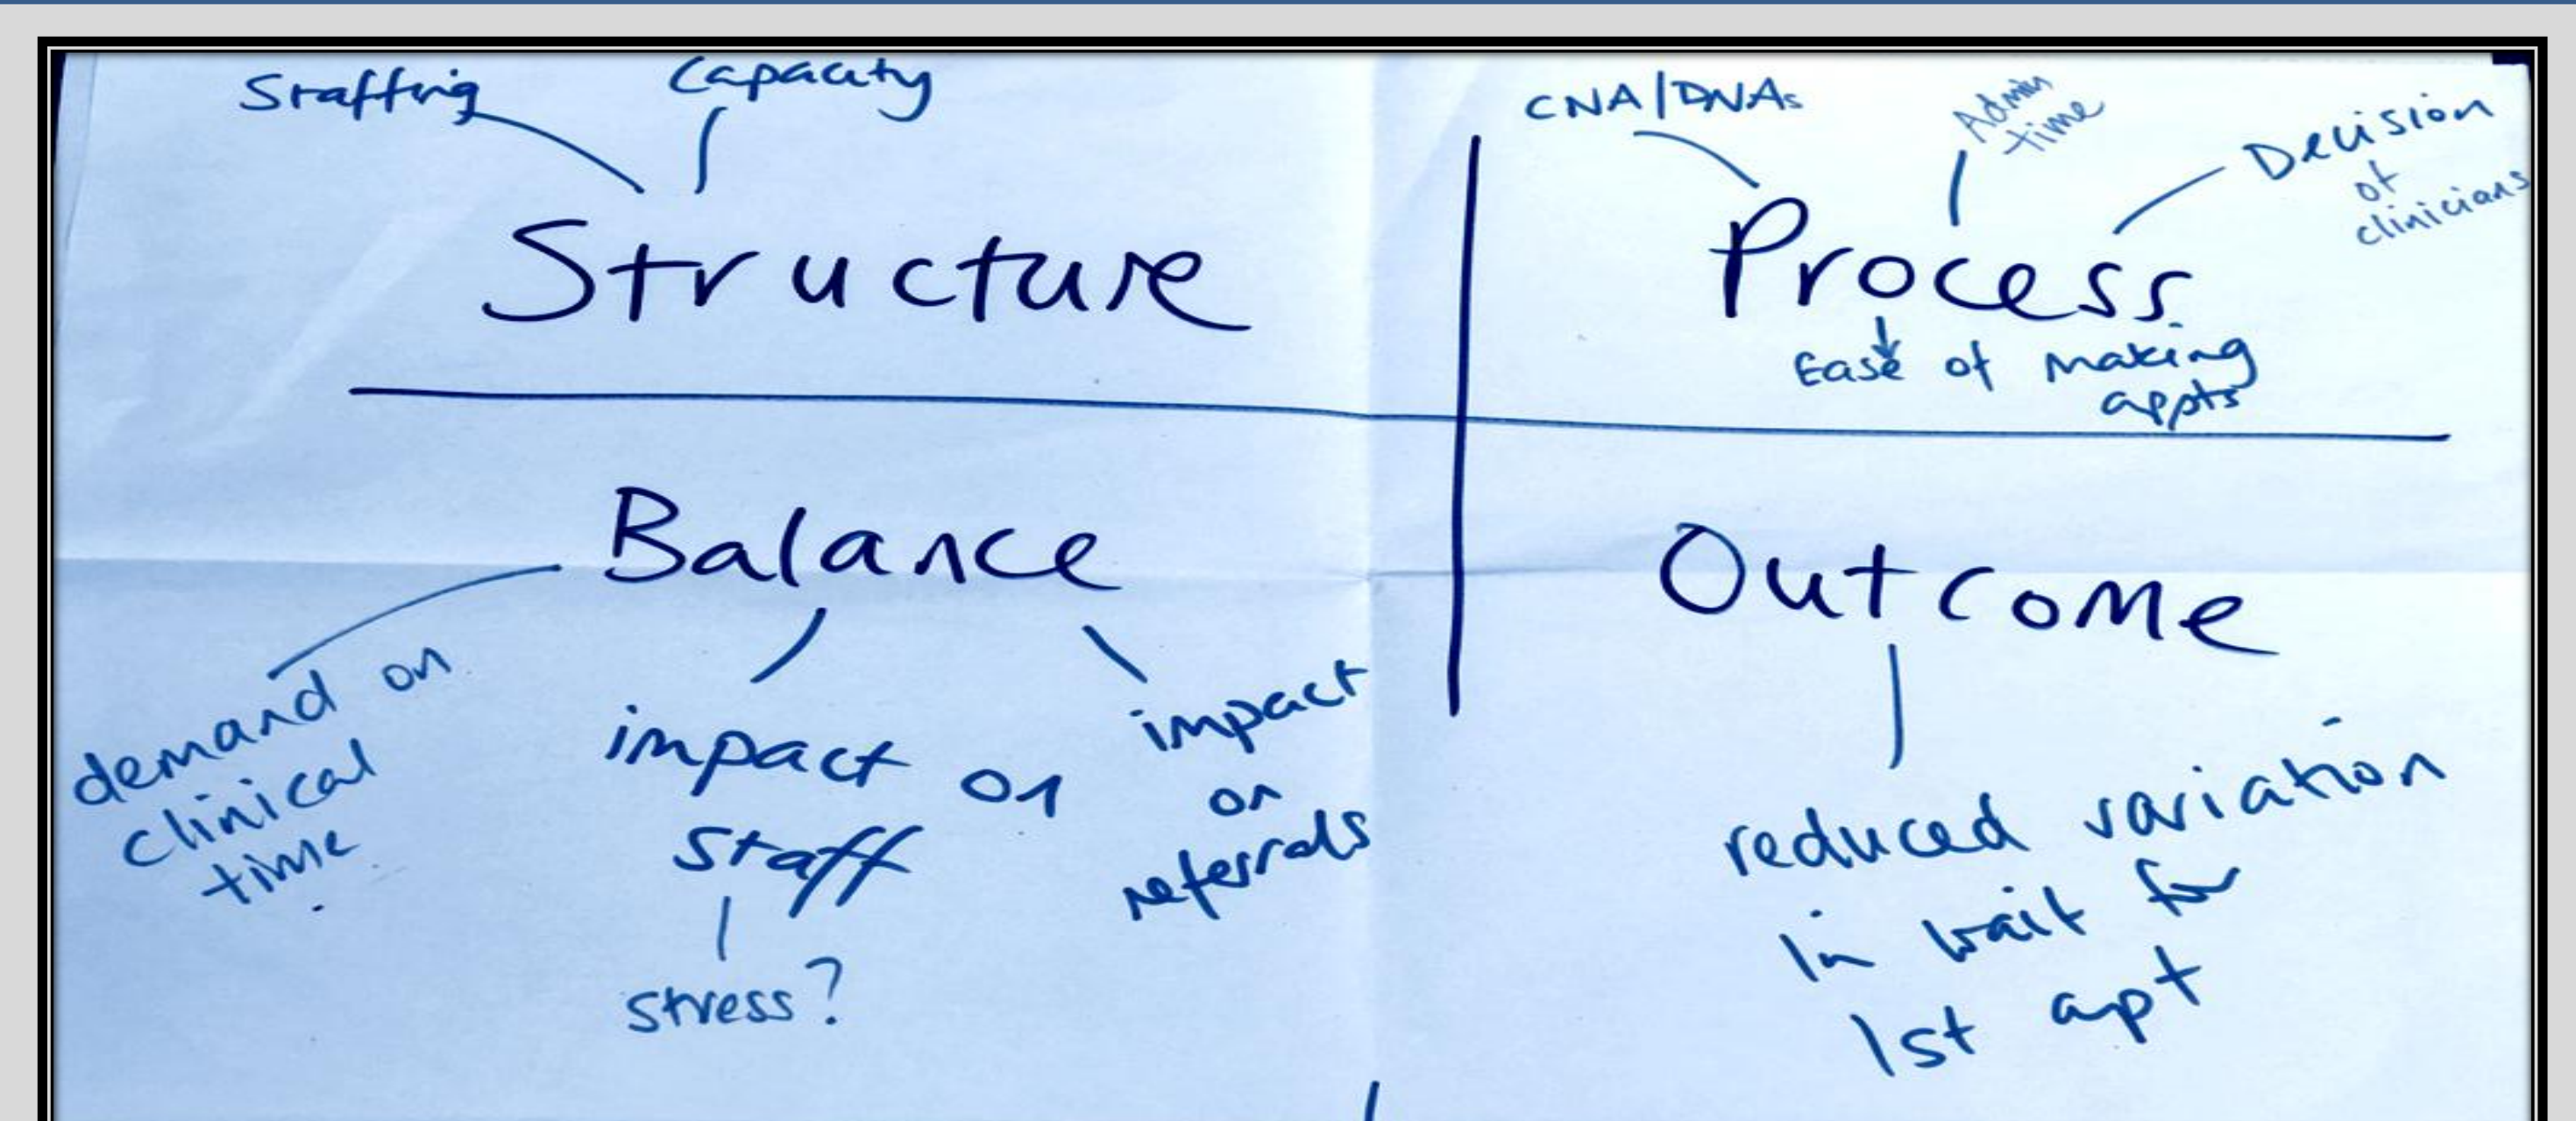 Staffing
Capacity
Structure
CNA/DNAs
Admin
time
Decision
of
clinicians
Process
Ease of making
appts
Balance
demand on
clinical
time
impact on
staff
stress?
impact
on
referrals
Outcome
reduced variation
in wait for
1st apt